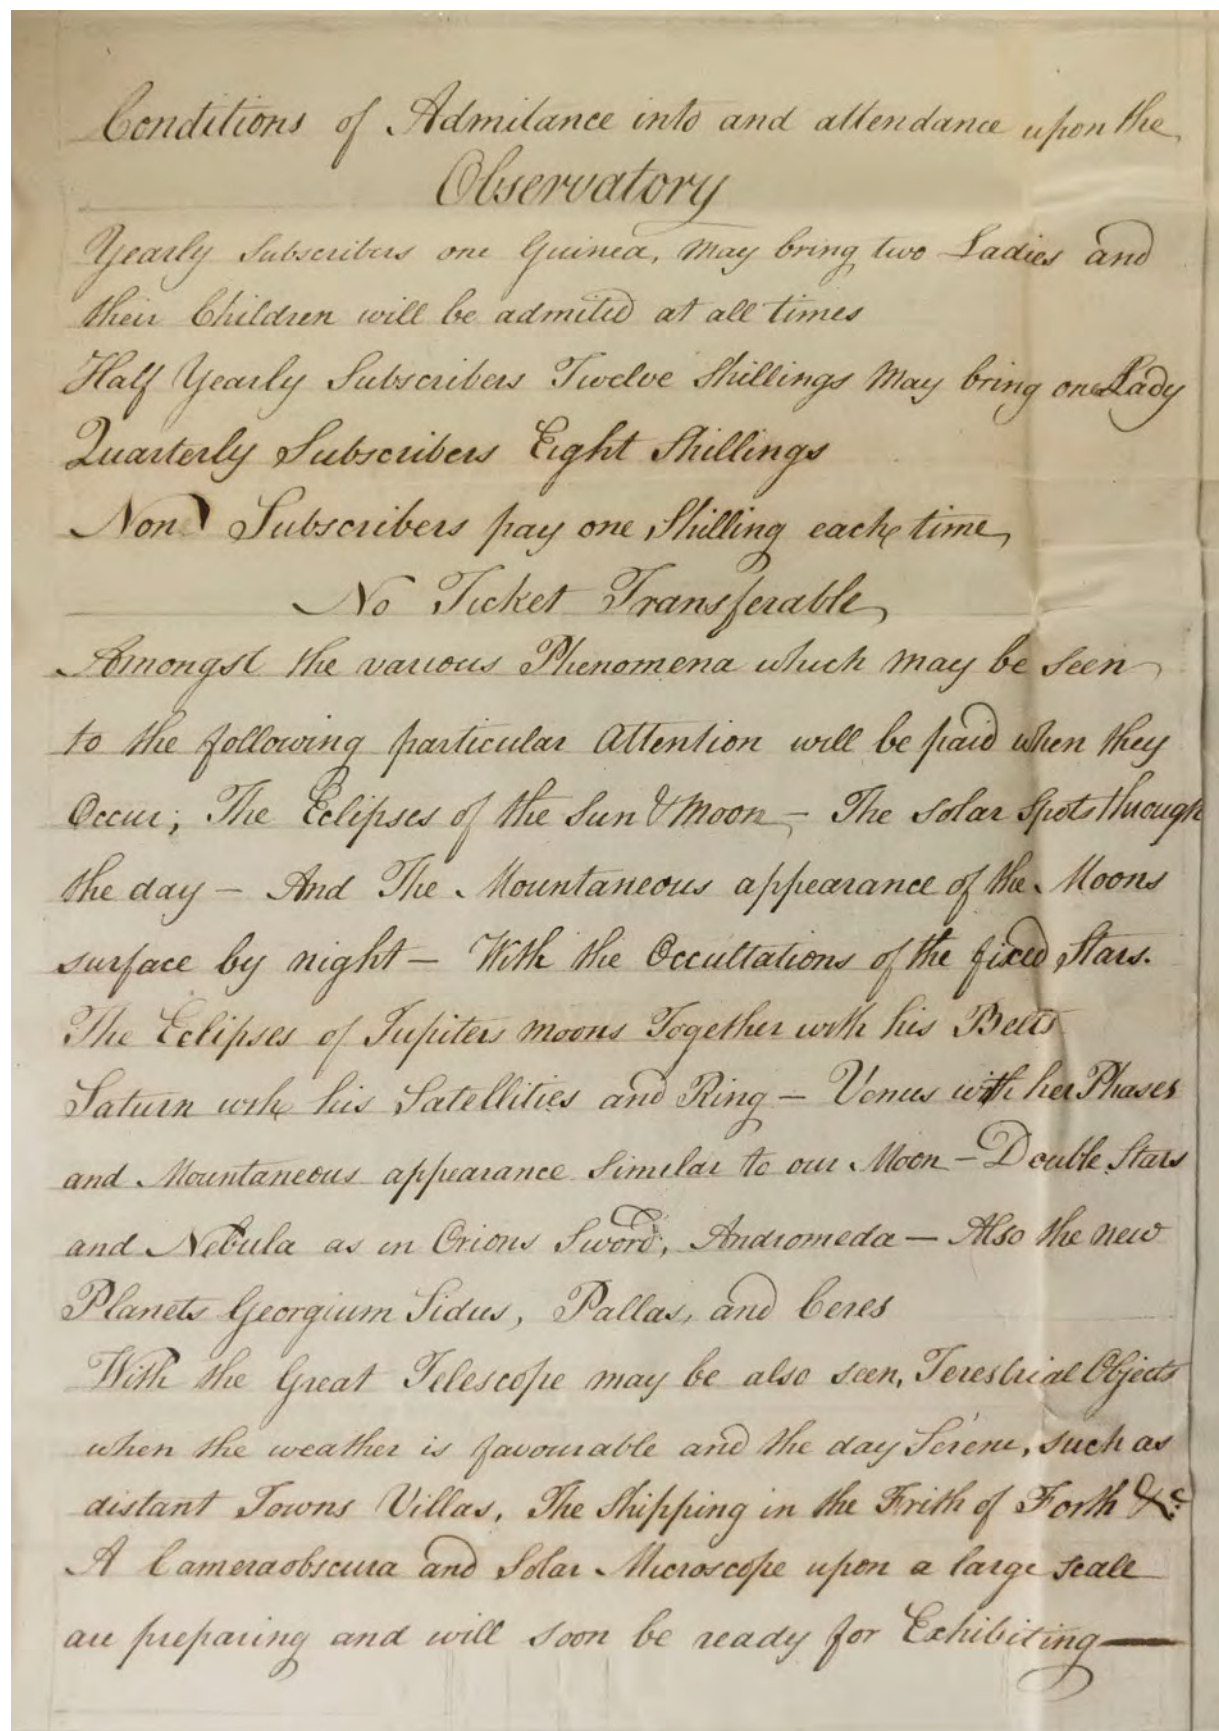 Conditions of Admitance into and attendance upon the
Observatory
Yearly Subscribers one Guinea, may bring two Ladies and
their Children will be admited at all times
Half Yearly Subscribers Twelve Shillings May bring one Lady
Quarterly Subscribers Eight Shillings
Non Subscribers pay one Shilling each time
No Ticket Transferable
Amongst the various Phenomena which may be seen
to the following particular Attention will be paid when they
Occur; The Eclipses of the Sun & Moon – The Solar Spots through
the day – And The Mountaneous appearance of the Moons
surface by night – With the Occultations of the fixed Stars.
The Eclipses of Jupiters moons Together with his Belts
Saturn with his Satellities and Ring – Venus with her Phases
and Mountaneous appearance Similar to our Moon – Double Stars
and Nebula as in Orions Sword, Andromeda – Also the new
Planets Georgium Sidus, Pallas, and Ceres
With the Great Telescope may be also seen, Terestrial Objects
when the weather is favourable and the day Serene, such as
distant Towns Villas, The Shipping in the Frith of Forth &c.
A Cameraobscura and Solar Microscope upon a large scale
are preparing and will soon be ready for Exhibiting —